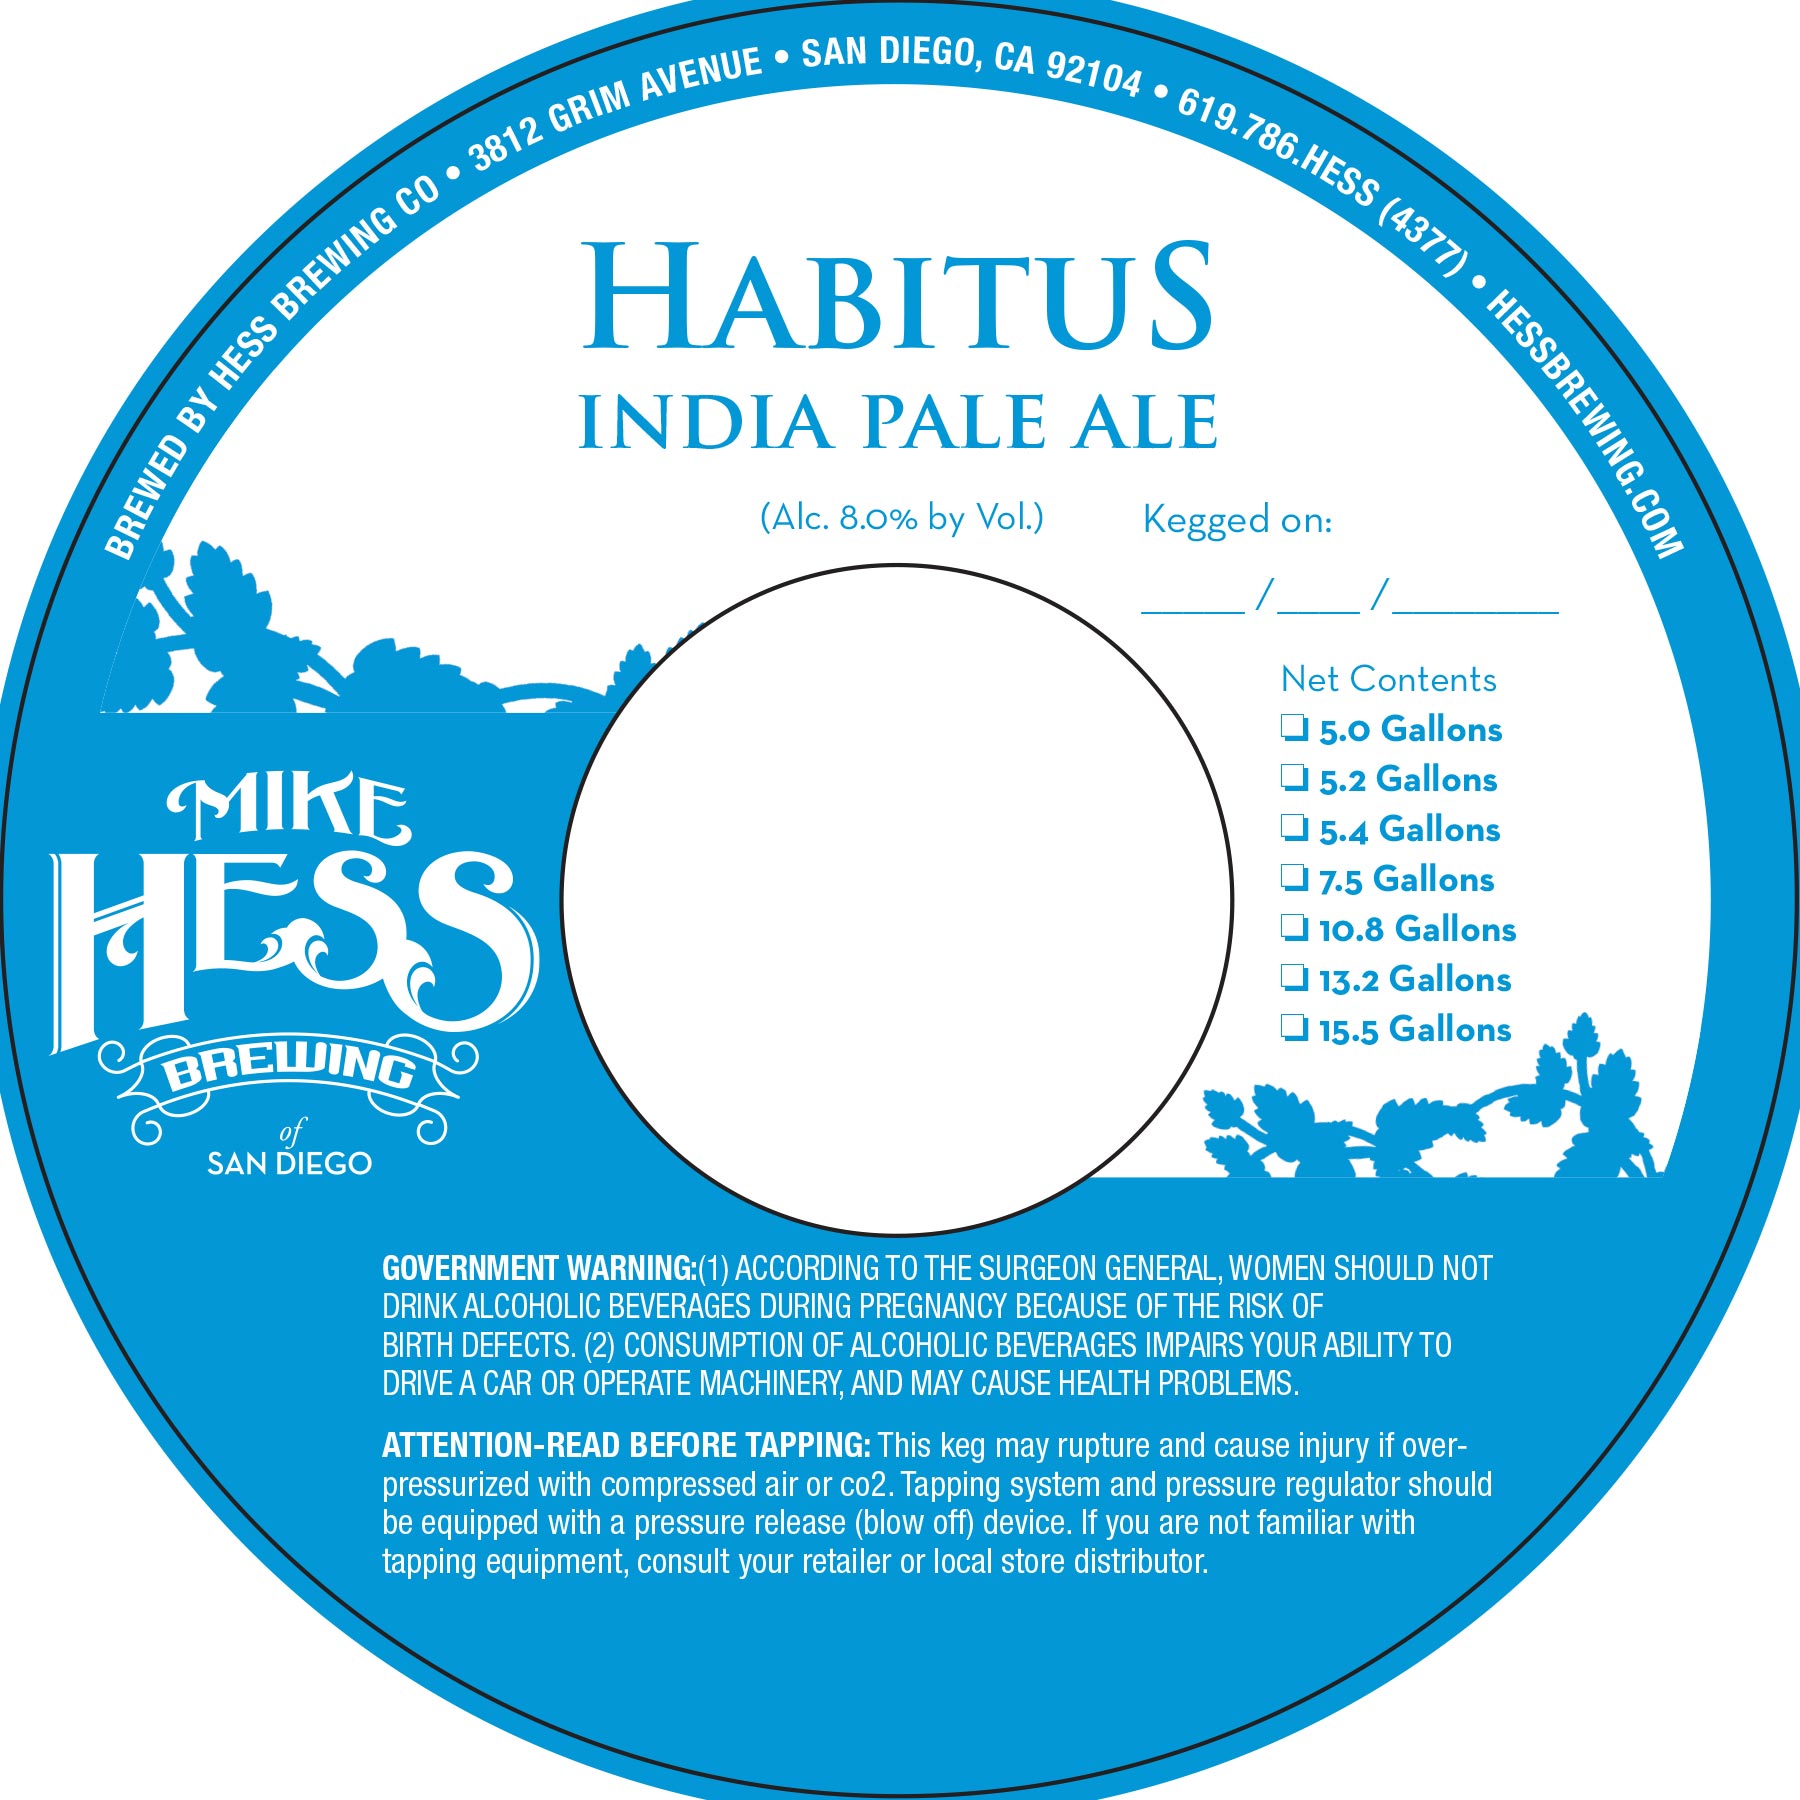 BREWED BY HESS BREWING CO • 3812 GRIM AVENUE • SAN DIEGO, CA 92104 • 619.786.HESS (4377) • HESSBREWING.COM
HABITUS
INDIA PALE ALE
(Alc. 8.0% by Vol.)
Kegged on:
_____ / ____ / ________
Net Contents
❏ 5.0 Gallons
❏ 5.2 Gallons
❏ 5.4 Gallons
❏ 7.5 Gallons
❏ 10.8 Gallons
❏ 13.2 Gallons
❏ 15.5 Gallons
MIKE
HESS
BREWING
of
SAN DIEGO
GOVERNMENT WARNING:(1) ACCORDING TO THE SURGEON GENERAL, WOMEN SHOULD NOT
DRINK ALCOHOLIC BEVERAGES DURING PREGNANCY BECAUSE OF THE RISK OF
BIRTH DEFECTS. (2) CONSUMPTION OF ALCOHOLIC BEVERAGES IMPAIRS YOUR ABILITY TO
DRIVE A CAR OR OPERATE MACHINERY, AND MAY CAUSE HEALTH PROBLEMS.
ATTENTION-READ BEFORE TAPPING: This keg may rupture and cause injury if over-
pressurized with compressed air or co2. Tapping system and pressure regulator should
be equipped with a pressure release (blow off) device. If you are not familiar with
tapping equipment, consult your retailer or local store distributor.